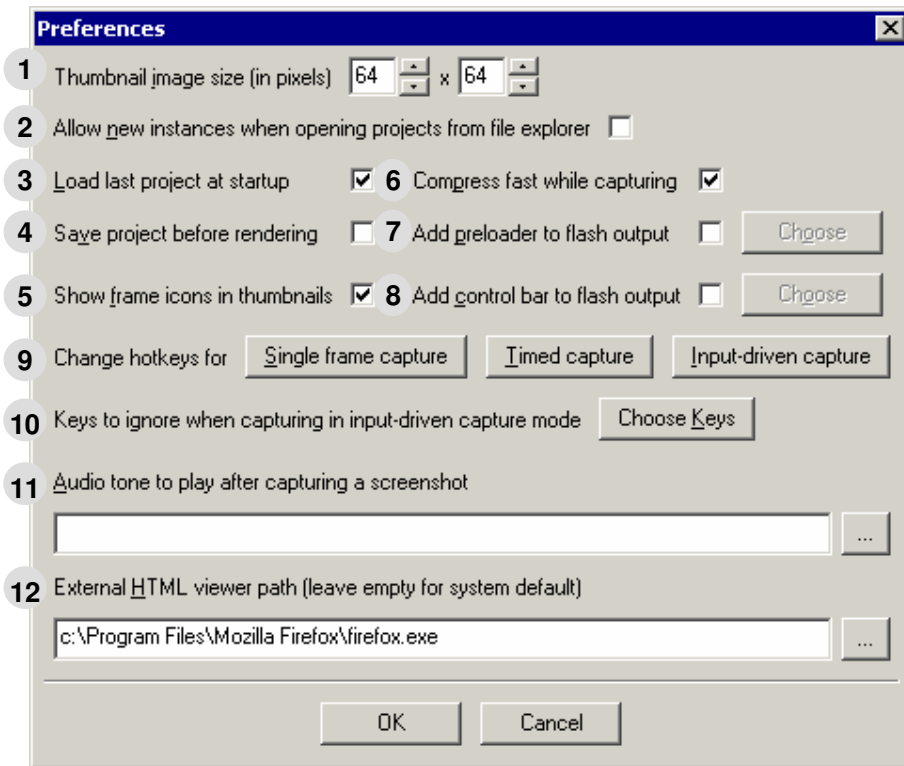 Preferences
1 Thumbnail image size (in pixels) 64 x 64
2 Allow new instances when opening projects from file explorer
3 Load last project at startup 6 Compress fast while capturing
4 Save project before rendering 7 Add preloader to flash output Choose
5 Show frame icons in thumbnails 8 Add control bar to flash output Choose
9 Change hotkeys for Single frame capture Timed capture Input-driven capture
10 Keys to ignore when capturing in input-driven capture mode Choose Keys
11 Audio tone to play after capturing a screenshot
...
12 External HTML viewer path (leave empty for system default)
c:\Program Files\Mozilla Firefox\firefox.exe ...
OK Cancel